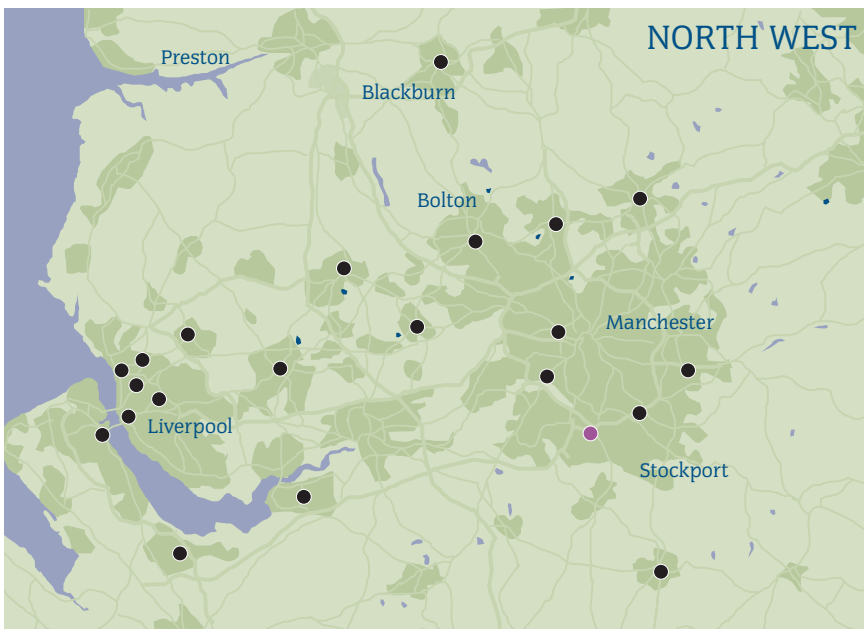 NORTH WEST
Preston
Blackburn
Bolton
Manchester
Liverpool
Stockport